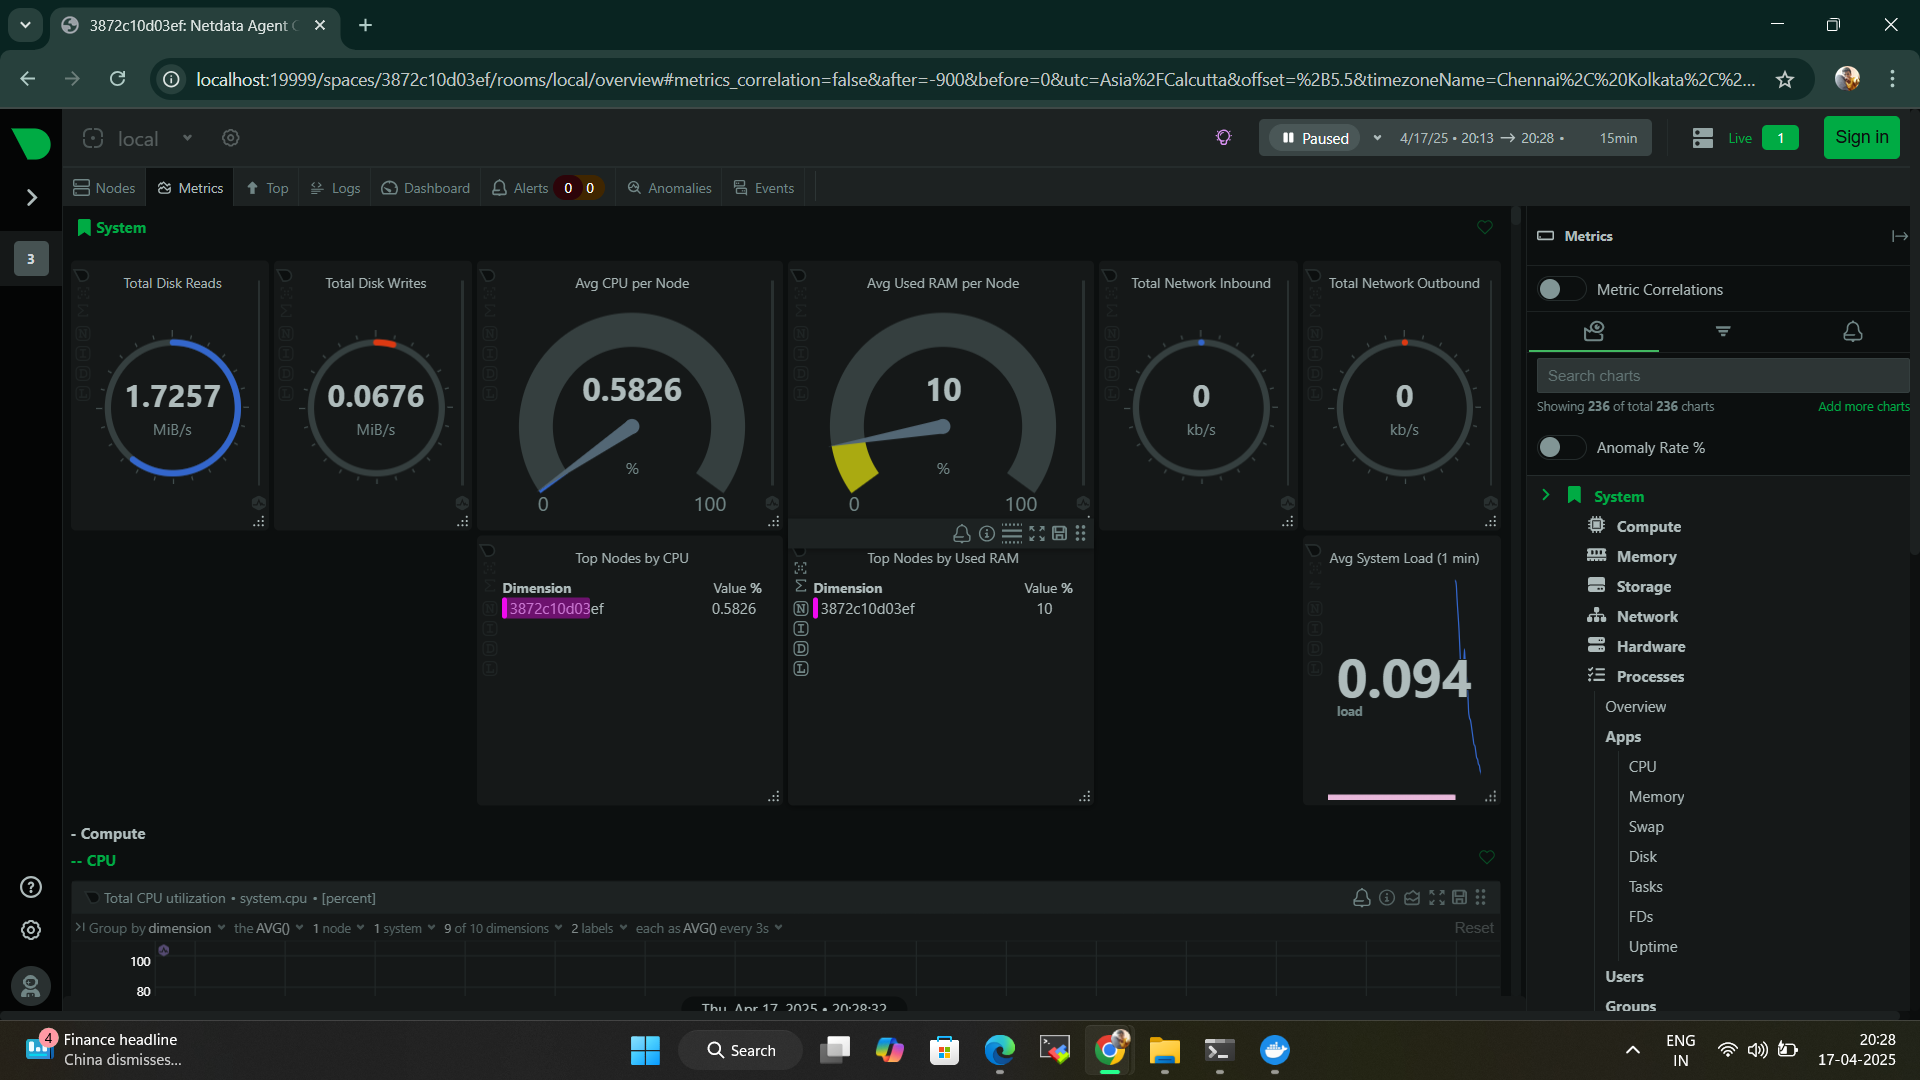 3872c10d03ef: Netdata Agent C
localhost:19999/spaces/3872c10d03ef/rooms/local/overview#metrics_correlation=false&after=-900&before=0&utc=Asia%2FCalcutta&offset=%2B5.5&timezoneName=Chennai%2C%20Kolkata%2C%2...
local
Paused
4/17/25 • 20:13 → 20:28 •
15min
Live
1
Sign in
Nodes
Metrics
Top
Logs
Dashboard
Alerts
0
0
Anomalies
Events
3
System
Total Disk Reads
1.7257
MiB/s
Total Disk Writes
0.0676
MiB/s
Avg CPU per Node
0.5826
%
0
100
Avg Used RAM per Node
10
%
0
100
Total Network Inbound
0
kb/s
Total Network Outbound
0
kb/s
Top Nodes by CPU
Dimension Value %
3872c10d03ef 0.5826
Top Nodes by Used RAM
Dimension Value %
3872c10d03ef 10
N
I
D
L
Avg System Load (1 min)
0.094
load
- Compute
-- CPU
Total CPU utilization • system.cpu • [percent]
Group by dimension the AVG() 1 node 1 system 9 of 10 dimensions 2 labels each as AVG() every 3s Reset
100
80
Thu, Apr 17, 2025 • 20:28:32
Metrics
Metric Correlations
Search charts
Showing 236 of total 236 charts
Add more charts
Anomaly Rate %
System
Compute
Memory
Storage
Network
Hardware
Processes
Overview
Apps
CPU
Memory
Swap
Disk
Tasks
FDs
Uptime
Users
Groups
4
Finance headline
China dismisses...
Search
ENG
IN
20:28
17-04-2025